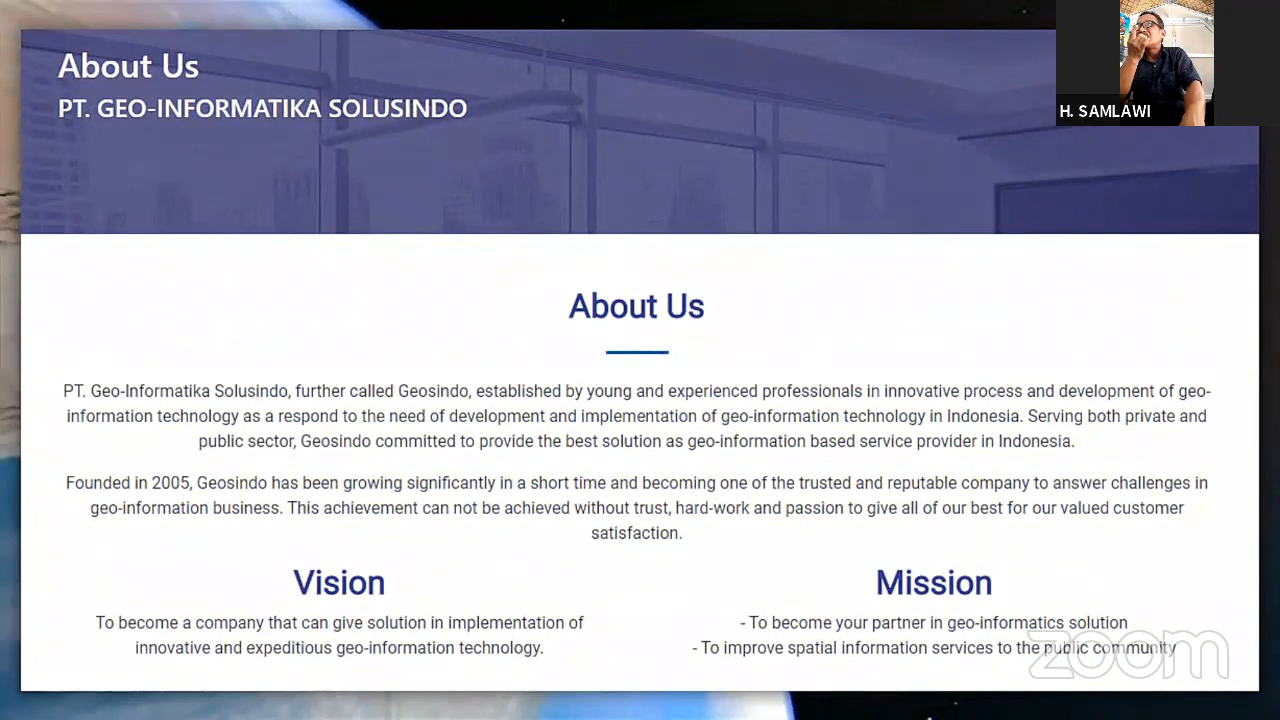 About Us
PT. GEO-INFORMATIKA SOLUSINDO
H. SAMLAWI
About Us
PT. Geo-Informatika Solusindo, further called Geosindo, established by young and experienced professionals in innovative process and development of geo-
information technology as a respond to the need of development and implementation of geo-information technology in Indonesia. Serving both private and
public sector, Geosindo committed to provide the best solution as geo-information based service provider in Indonesia.
Founded in 2005, Geosindo has been growing significantly in a short time and becoming one of the trusted and reputable company to answer challenges in
geo-information business. This achievement can not be achieved without trust, hard-work and passion to give all of our best for our valued customer
satisfaction.
Vision
To become a company that can give solution in implementation of
innovative and expeditious geo-information technology.
Mission
- To become your partner in geo-informatics solution
- To improve spatial information services to the public community
zoom